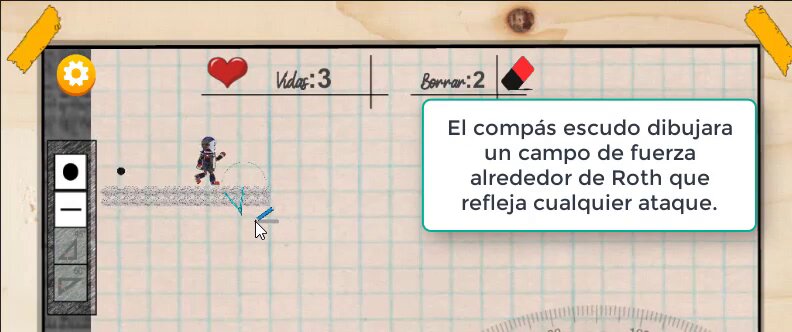 Vidas:3
Borrar:2
El compás escudo dibujara
un campo de fuerza
alrededor de Roth que
refleja cualquier ataque.